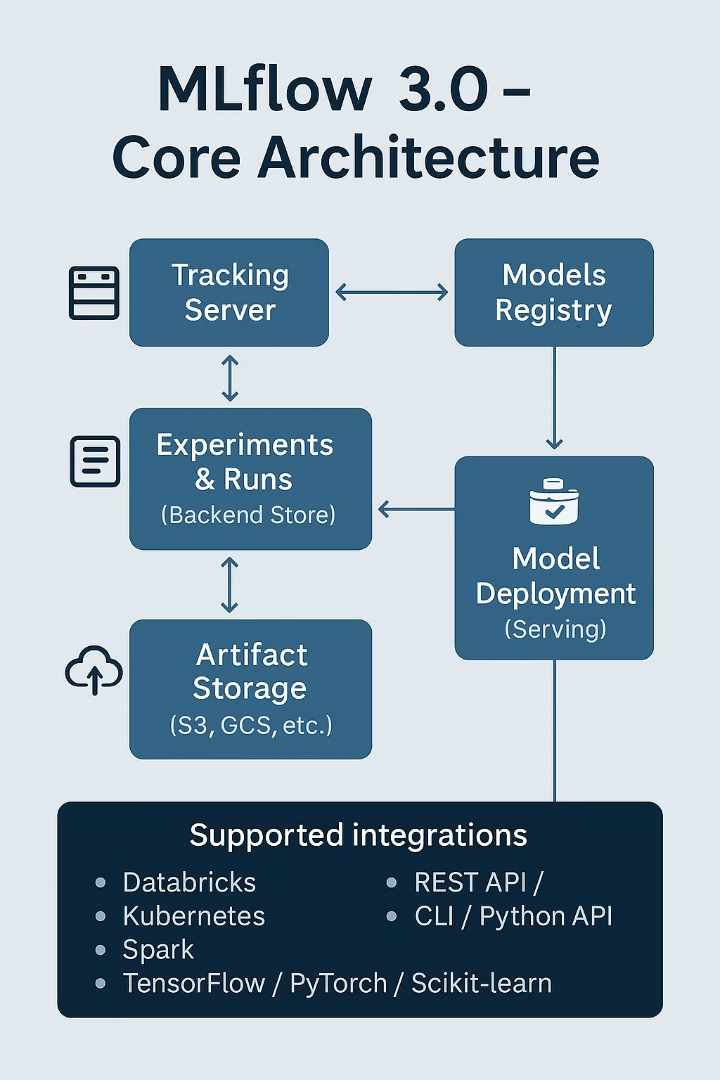 MLflow 3.0 –
Core Architecture
Tracking
Server
Models
Registry
Experiments
& Runs
(Backend Store)
Model
Deployment
(Serving)
Artifact
Storage
(S3, GCS, etc.)
Supported integrations
• Databricks
• Kubernetes
• Spark
• TensorFlow / PyTorch / Scikit-learn
• REST API /
• CLI / Python API